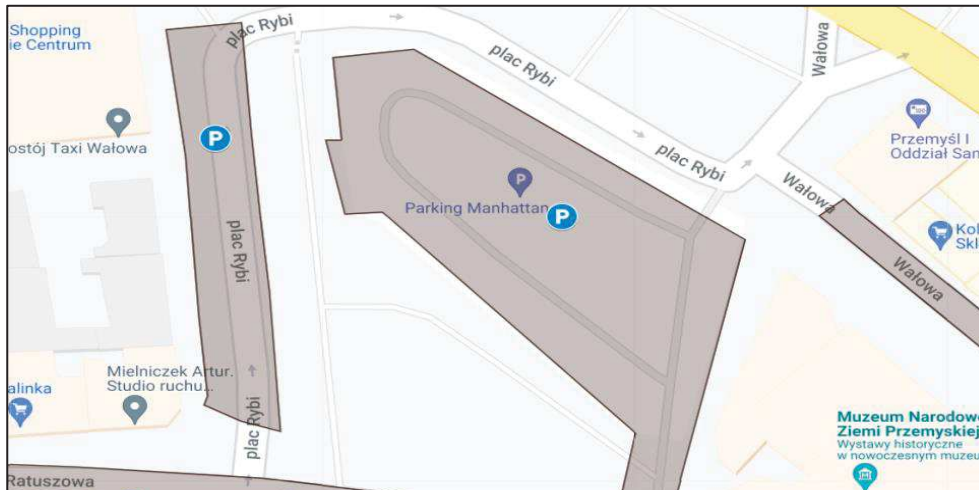 Shopping
ie Centrum
plac Rybi
plac Rybi
Wałowa
P
ostój Taxi Wałowa
P
Parking Manhattan
P
plac Rybi
Przemyśl I
Oddział San
Wałowa
plac Rybi
Kol
Skl
Wałowa
Mielniczek Artur.
Studio ruchu...
alinka
plac Rybi
Muzeum Narodowe
Ziemi Przemyskiej
Wystawy historyczne
w nowoczesnym muzeu
Ratuszowa